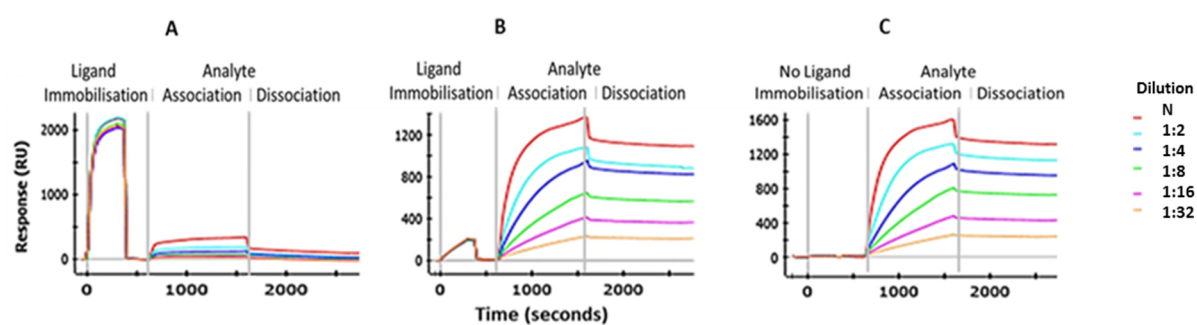 A
B
C
Ligand
Immobilisation
Analyte
Association
Dissociation
Ligand
Immobilisation
Analyte
Association
Dissociation
No Ligand
Immobilisation
Analyte
Association
Dissociation
Response (RU)
2000
1000
0
0
1000
2000
1200
800
400
0
0
1000
2000
1600
1200
800
400
0
0
1000
2000
Time (seconds)
Dilution
N
1:2
1:4
1:8
1:16
1:32